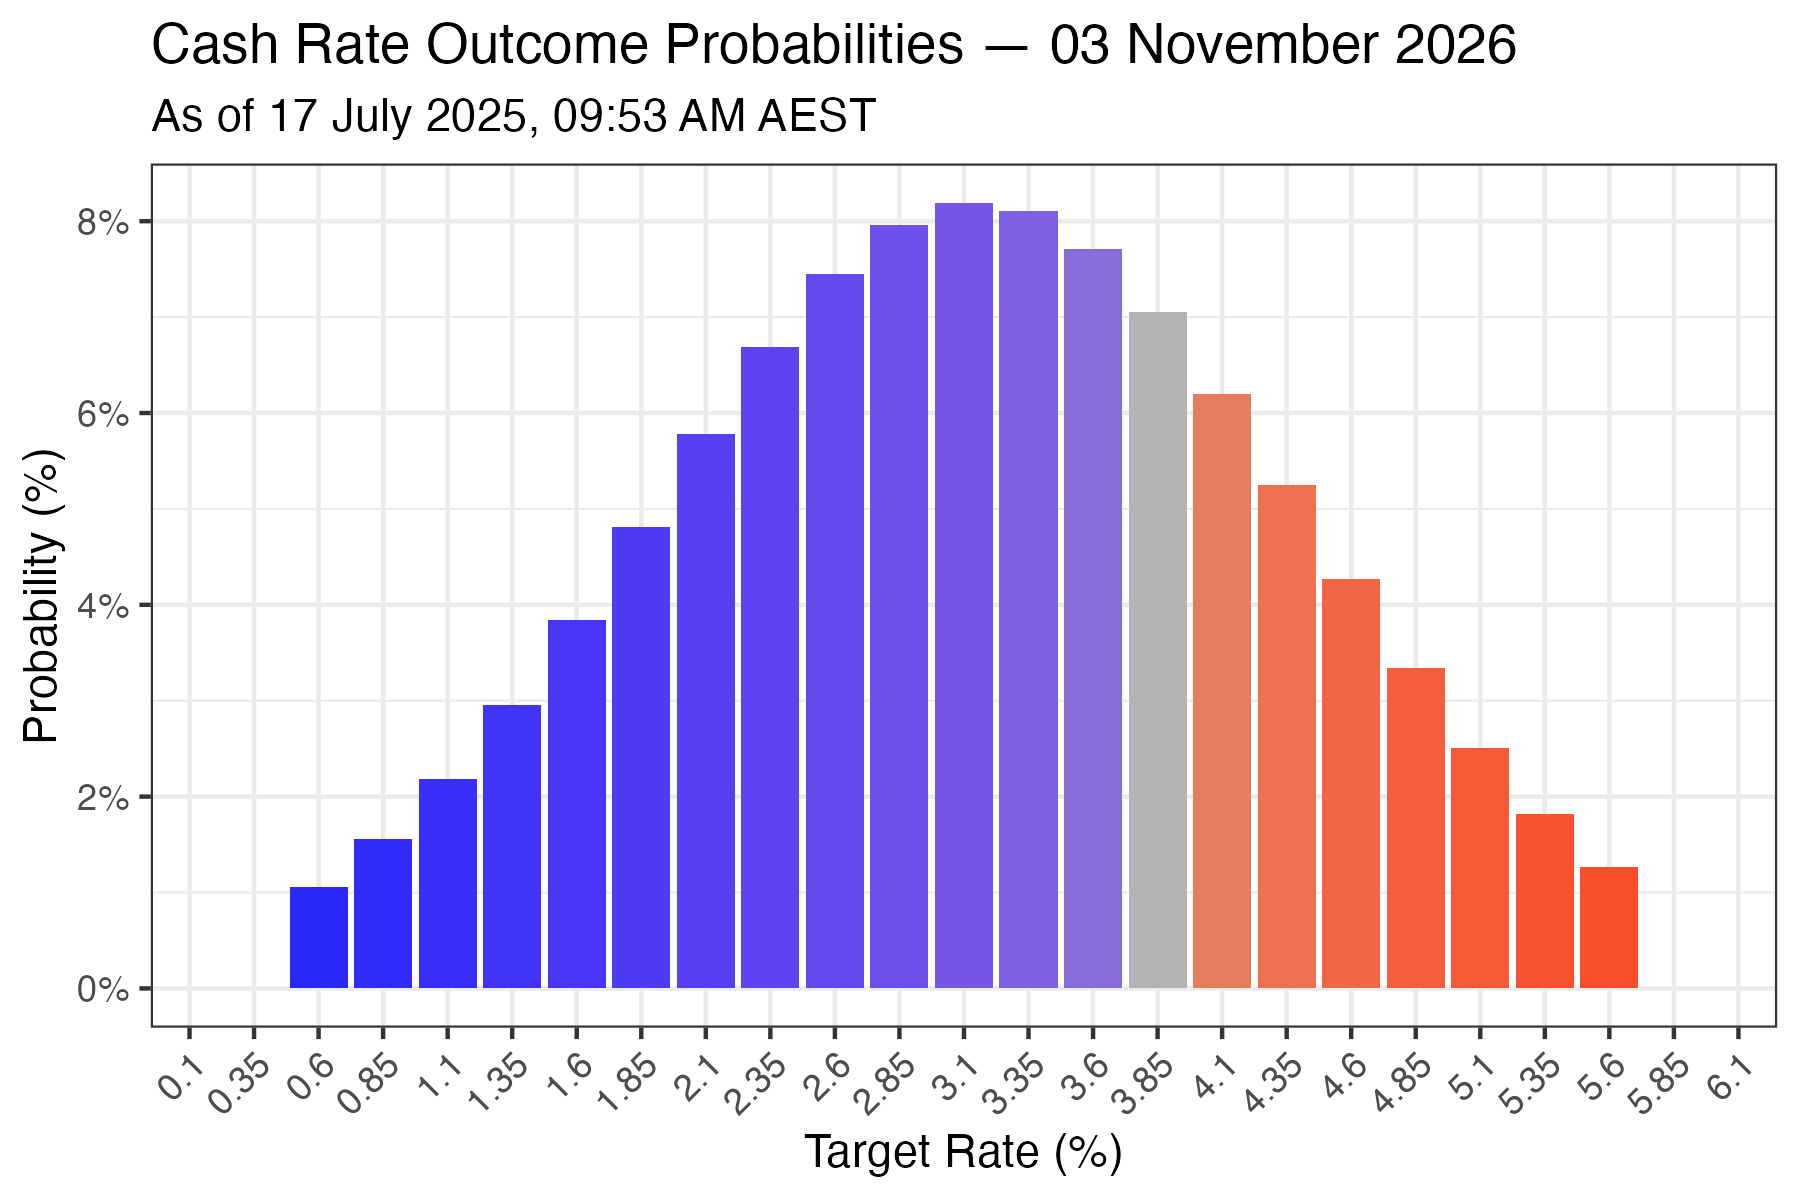 Cash Rate Outcome Probabilities — 03 November 2026
As of 17 July 2025, 09:53 AM AEST
Probability (%)
8%
6%
4%
2%
0%
0.1 0.35 0.6 0.85 1.1 1.35 1.6 1.85 2.1 2.35 2.6 2.85 3.1 3.35 3.6 3.85 4.1 4.35 4.6 4.85 5.1 5.35 5.6 5.85 6.1
Target Rate (%)